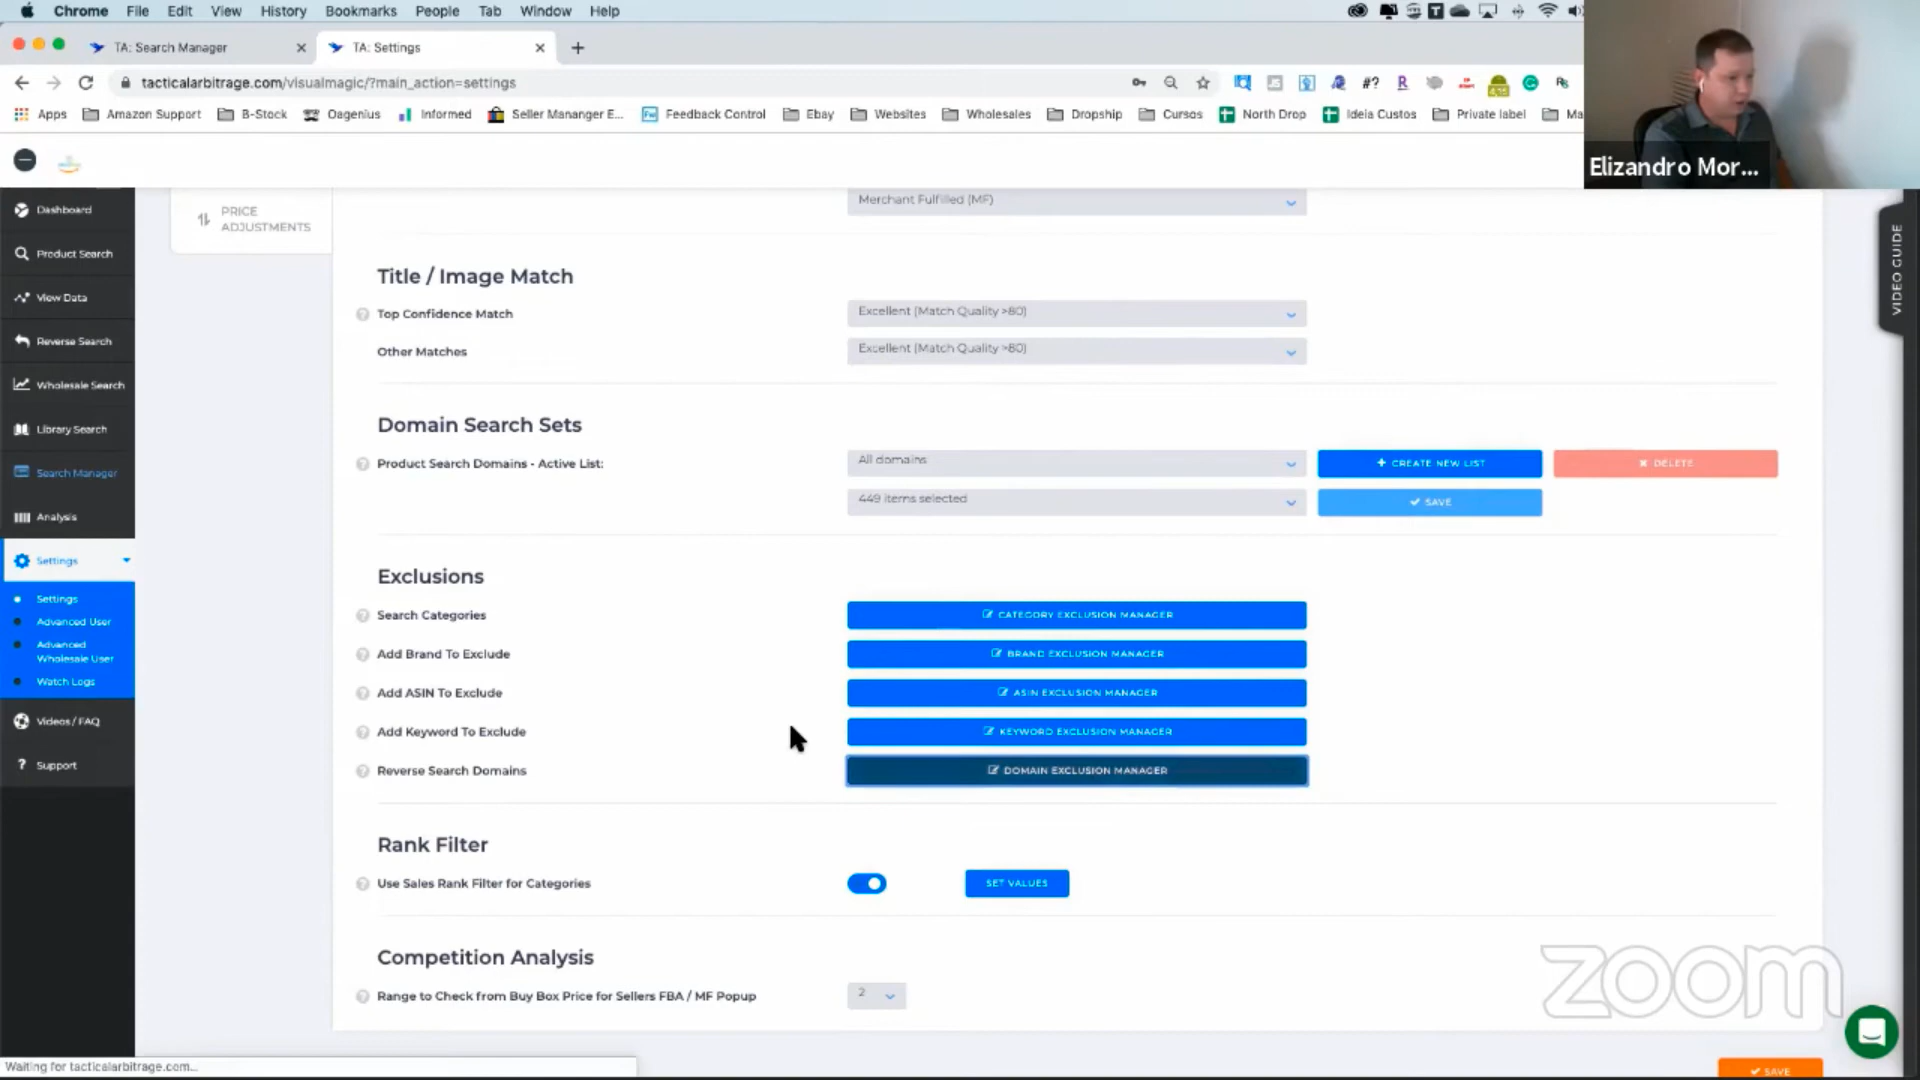 Chrome File Edit View History Bookmarks People Tab Window Help
TA: Search Manager
TA: Settings
tacticalarbitrage.com/visualmagic/?main_action=settings
Apps Amazon Support B-Stock Oagenius Informed Seller Mananger E... Feedback Control Ebay Websites Wholesales Dropship Cursos North Drop Ideia Custos Private label Ma
Elizandro Mor...
Dashboard
Product Search
View Data
Reverse Search
Wholesale Search
Library Search
Search Manager
Analysis
Settings
Settings
Advanced User
Advanced
Wholesale User
Watch Logs
Videos / FAQ
? Support
PRICE
ADJUSTMENTS
Merchant Fulfilled (MF)
Title / Image Match
Top Confidence Match Excellent (Match Quality >80)
Other Matches Excellent (Match Quality >80)
Domain Search Sets
Product Search Domains - Active List: All domains + CREATE NEW LIST DELETE
449 items selected SAVE
Exclusions
Search Categories CATEGORY EXCLUSION MANAGER
Add Brand To Exclude BRAND EXCLUSION MANAGER
Add ASIN To Exclude ASIN EXCLUSION MANAGER
Add Keyword To Exclude KEYWORD EXCLUSION MANAGER
Reverse Search Domains DOMAIN EXCLUSION MANAGER
Rank Filter
Use Sales Rank Filter for Categories SET VALUES
Competition Analysis
Range to Check from Buy Box Price for Sellers FBA / MF Popup 2
VIDEO GUIDE
zoom
SAVE
Waiting for tacticalarbitrage.com...